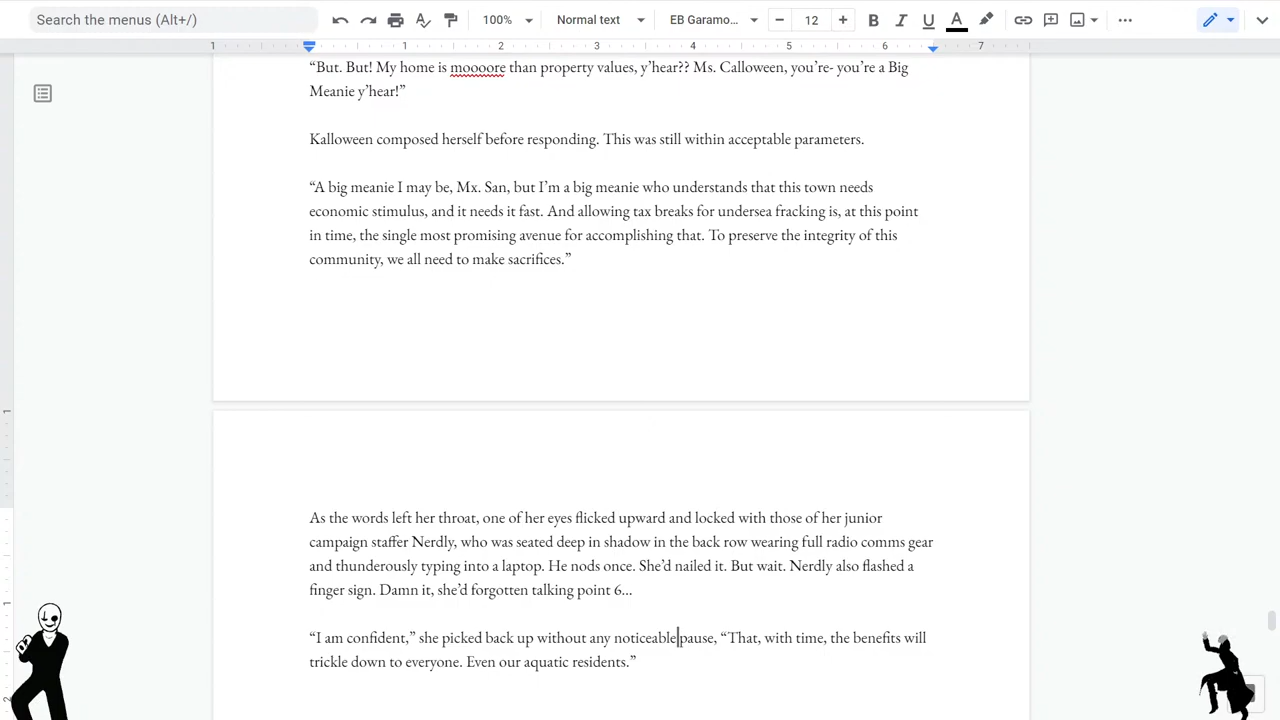 Search the menus (Alt+/)
100%
Normal text
EB Garamo...
12
B I U A
1 1 2 3 4 5 6 7
“But. But! My home is moooore than property values, y’hear?? Ms. Calloween, you’re- you’re a Big
Meanie y’hear!”
Kalloween composed herself before responding. This was still within acceptable parameters.
“A big meanie I may be, Mx. San, but I’m a big meanie who understands that this town needs
economic stimulus, and it needs it fast. And allowing tax breaks for undersea fracking is, at this point
in time, the single most promising avenue for accomplishing that. To preserve the integrity of this
community, we all need to make sacrifices.”
1
As the words left her throat, one of her eyes flicked upward and locked with those of her junior
campaign staffer Nerdly, who was seated deep in shadow in the back row wearing full radio comms gear
and thunderously typing into a laptop. He nods once. She’d nailed it. But wait. Nerdly also flashed a
finger sign. Damn it, she’d forgotten talking point 6...
1
“I am confident,” she picked back up without any noticeable pause, “That, with time, the benefits will
trickle down to everyone. Even our aquatic residents.”
2